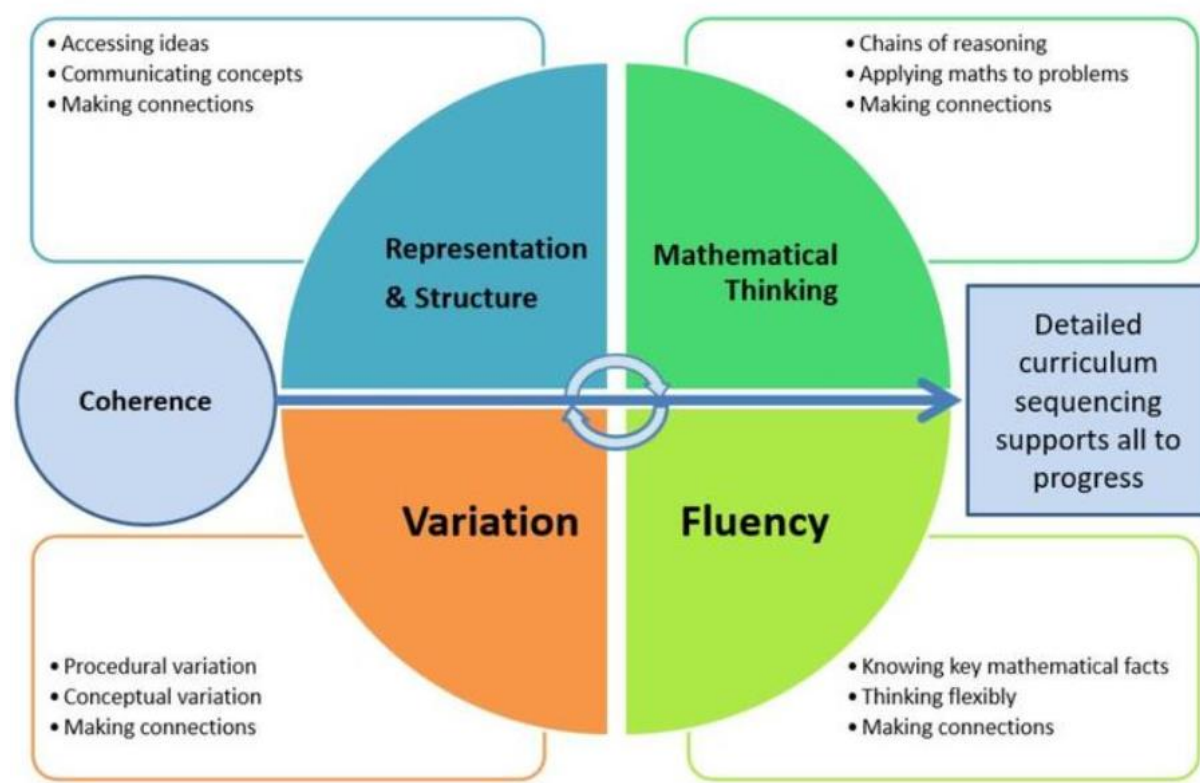 • Accessing ideas
• Communicating concepts
• Making connections
• Chains of reasoning
• Applying maths to problems
• Making connections
Representation
& Structure
Mathematical
Thinking
Coherence
Detailed
curriculum
sequencing
supports all to
progress
Variation
Fluency
• Procedural variation
• Conceptual variation
• Making connections
• Knowing key mathematical facts
• Thinking flexibly
• Making connections